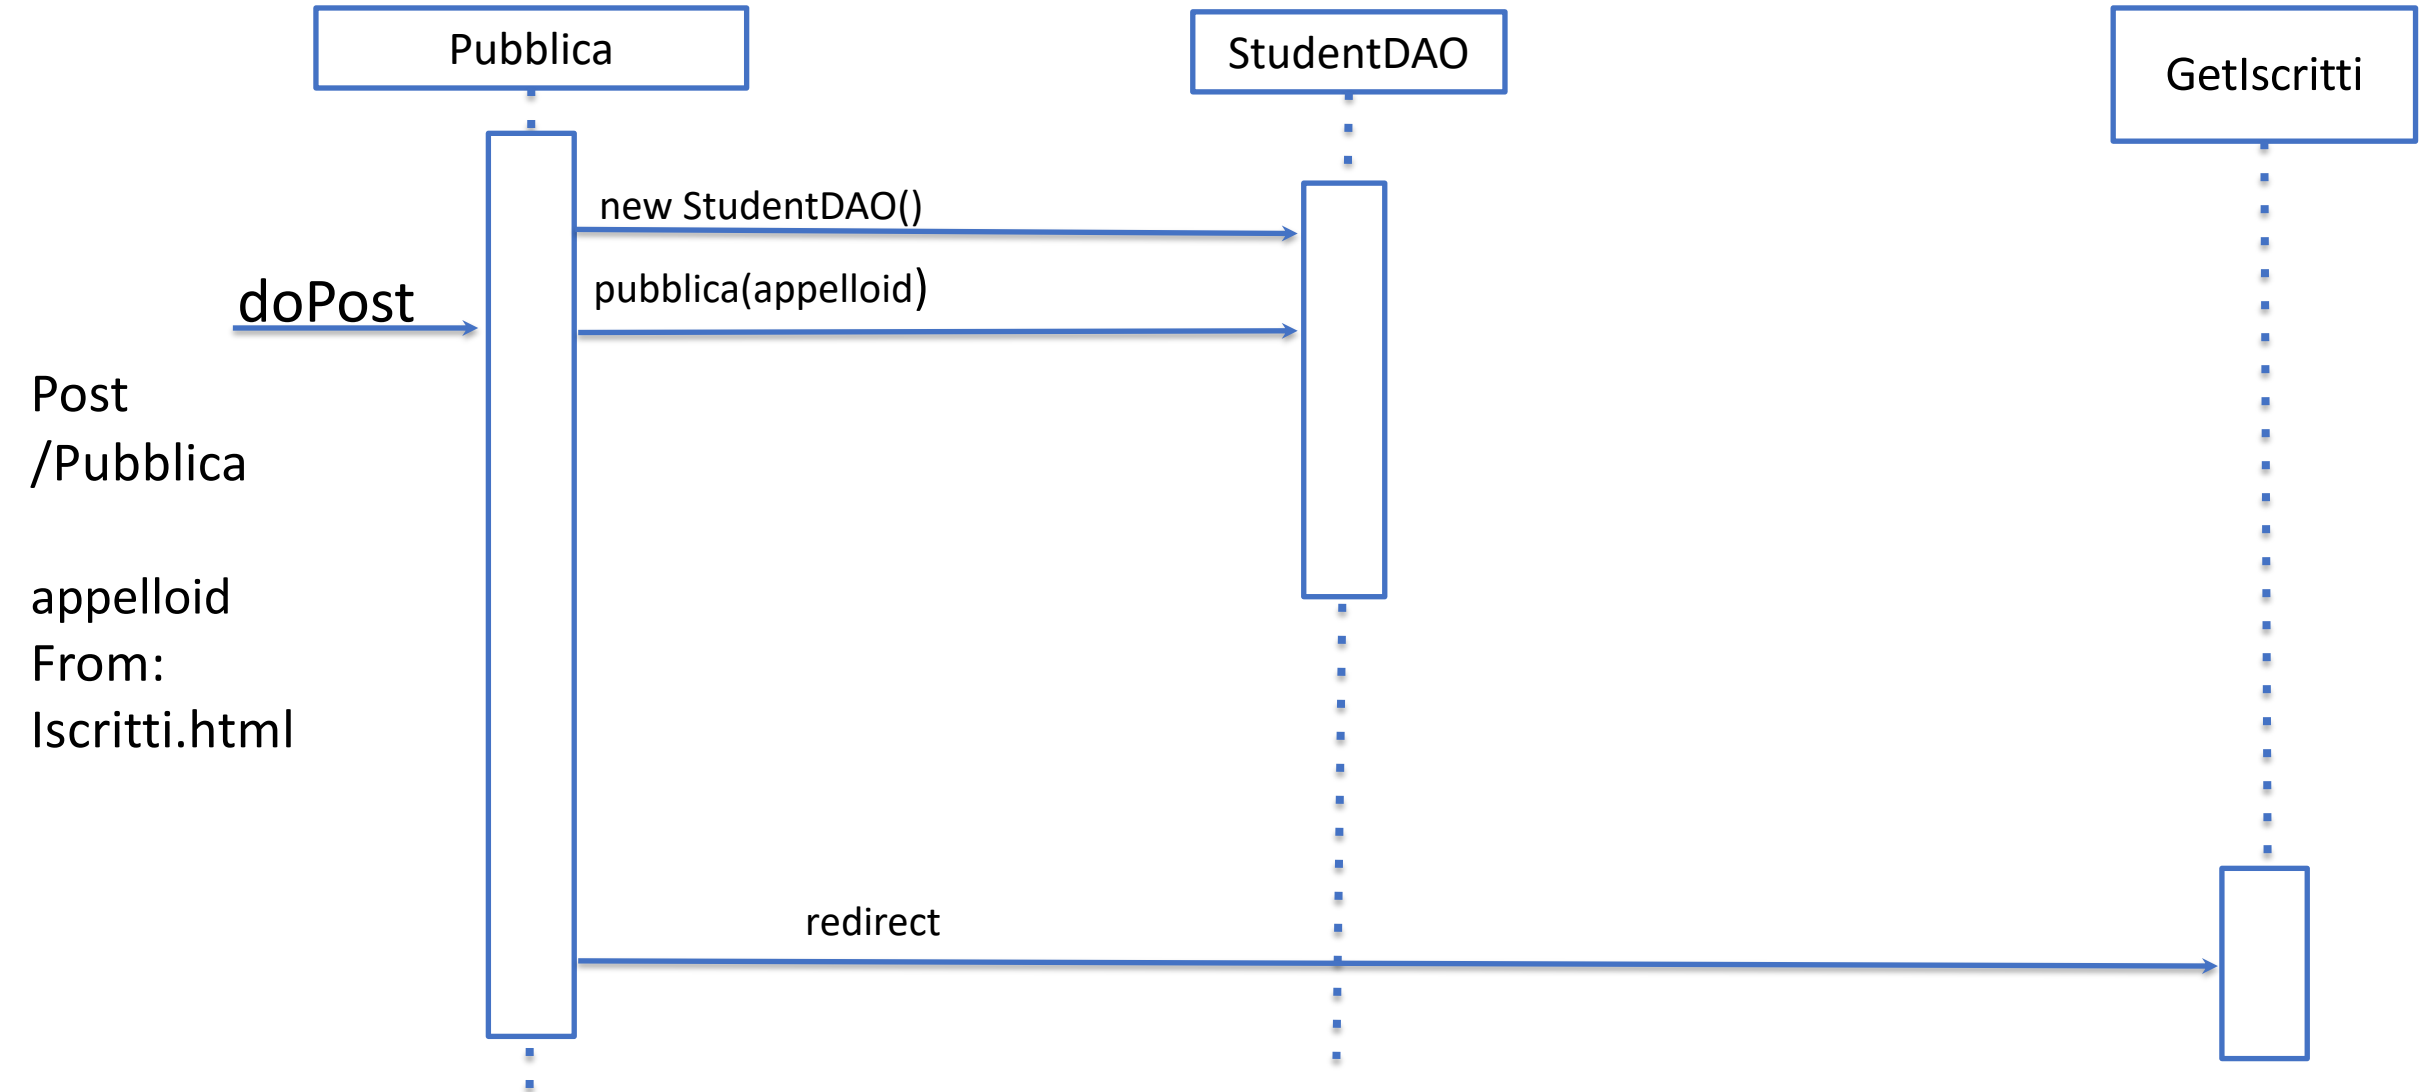 Pubblica
StudentDAO
GetIscritti
new StudentDAO()
doPost
pubblica(appelloid)
Post
/Pubblica
appelloid
From:
Iscritti.html
redirect